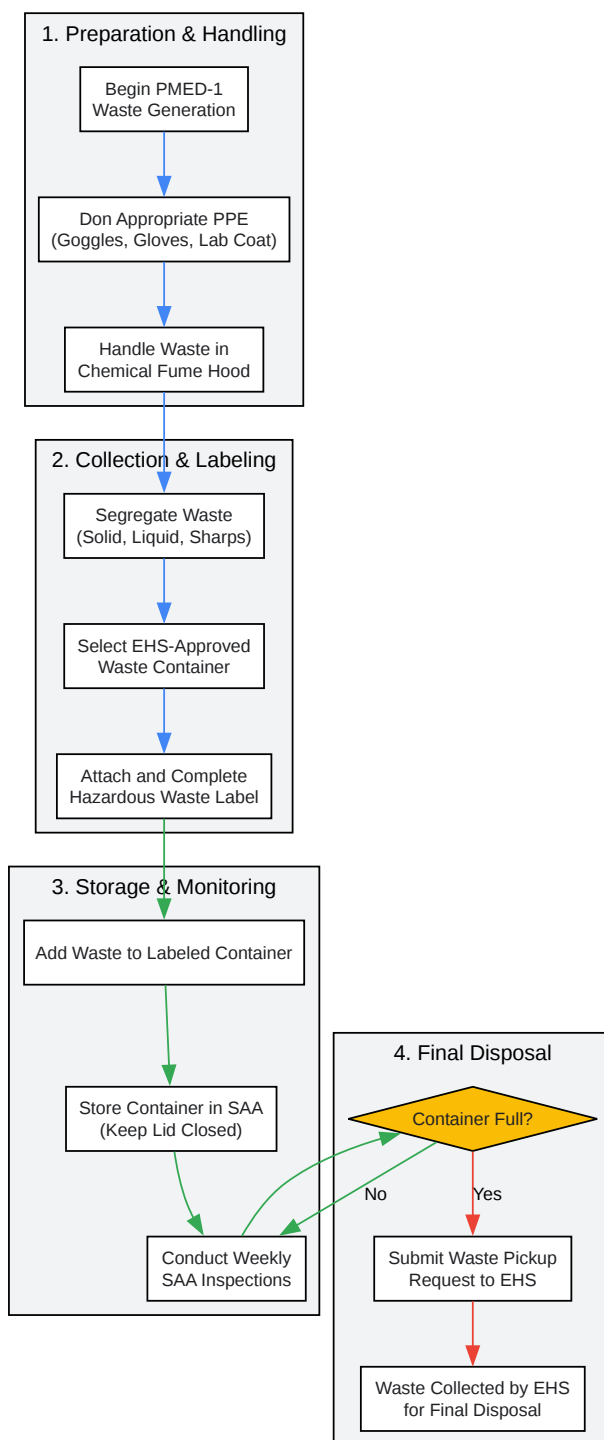 1. Preparation & Handling
Begin PMED-1
Waste Generation
Don Appropriate PPE
(Goggles, Gloves, Lab Coat)
Handle Waste in
Chemical Fume Hood
2. Collection & Labeling
Segregate Waste
(Solid, Liquid, Sharps)
Select EHS-Approved
Waste Container
Attach and Complete
Hazardous Waste Label
3. Storage & Monitoring
Add Waste to Labeled Container
Store Container in SAA
(Keep Lid Closed)
Conduct Weekly
SAA Inspections
4. Final Disposal
Container Full?
No
Yes
Submit Waste Pickup
Request to EHS
Waste Collected by EHS
for Final Disposal